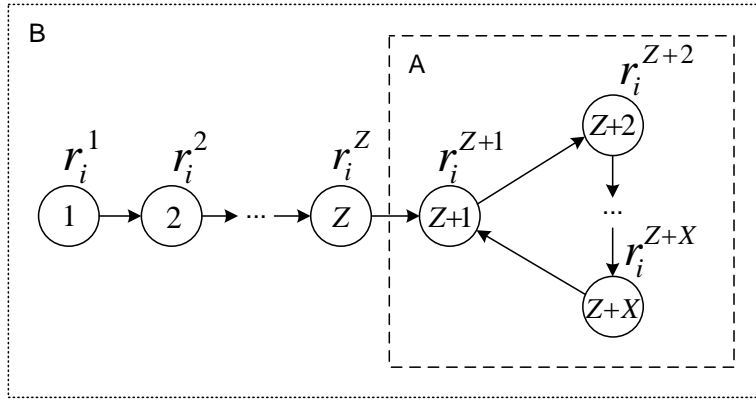 B
A
r_i^{Z+2}
Z+2
r_i^1
r_i^2
r_i^Z
r_i^{Z+1}
1
2
...
Z
Z+1
...
r_i^{Z+X}
Z+X